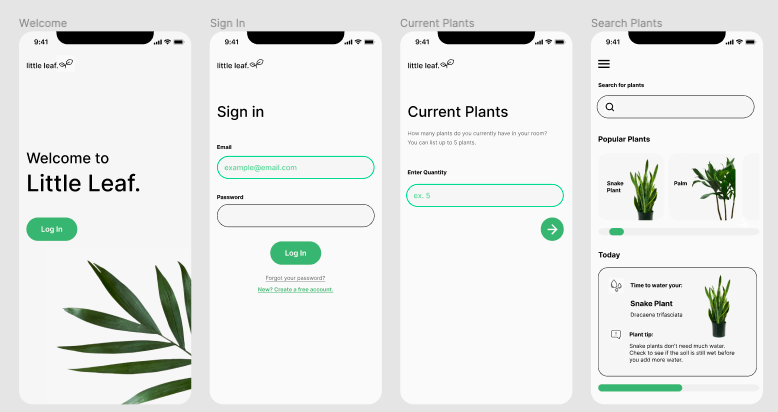 Welcome
9:41
little leaf.
Welcome to
Little Leaf.
Log In
Sign In
9:41
little leaf.
Sign in
Email
example@email.com
Password
Log In
Forgot your password?
New? Create a free account.
Current Plants
9:41
little leaf.
Current Plants
How many plants do you currently have in your room?
You can list up to 5 plants.
Enter Quantity
ex. 5
Search Plants
9:41
Search for plants
Popular Plants
Snake
Plant
Palm
Today
Time to water your:
Snake Plant
Dracaena trifasciata
Plant tip:
Snake plants don't need much water.
Check to see if the soil is still wet before
you add more water.